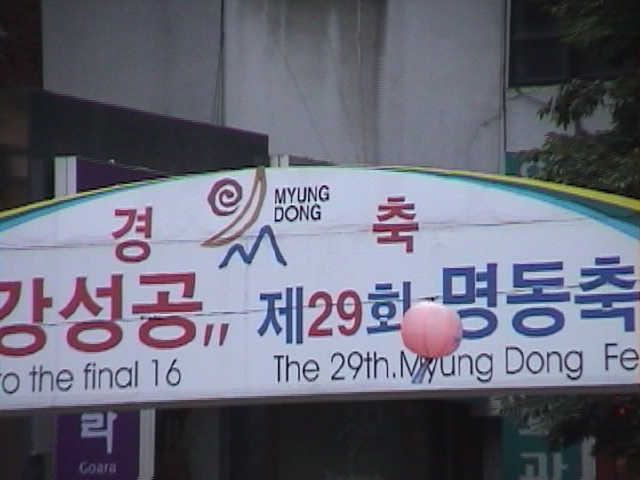 MYUNG
DONG
경 축
강성공,,
제29회 명동축
to the final 16
The 29th.Myung Dong Fe
락
Goara
과